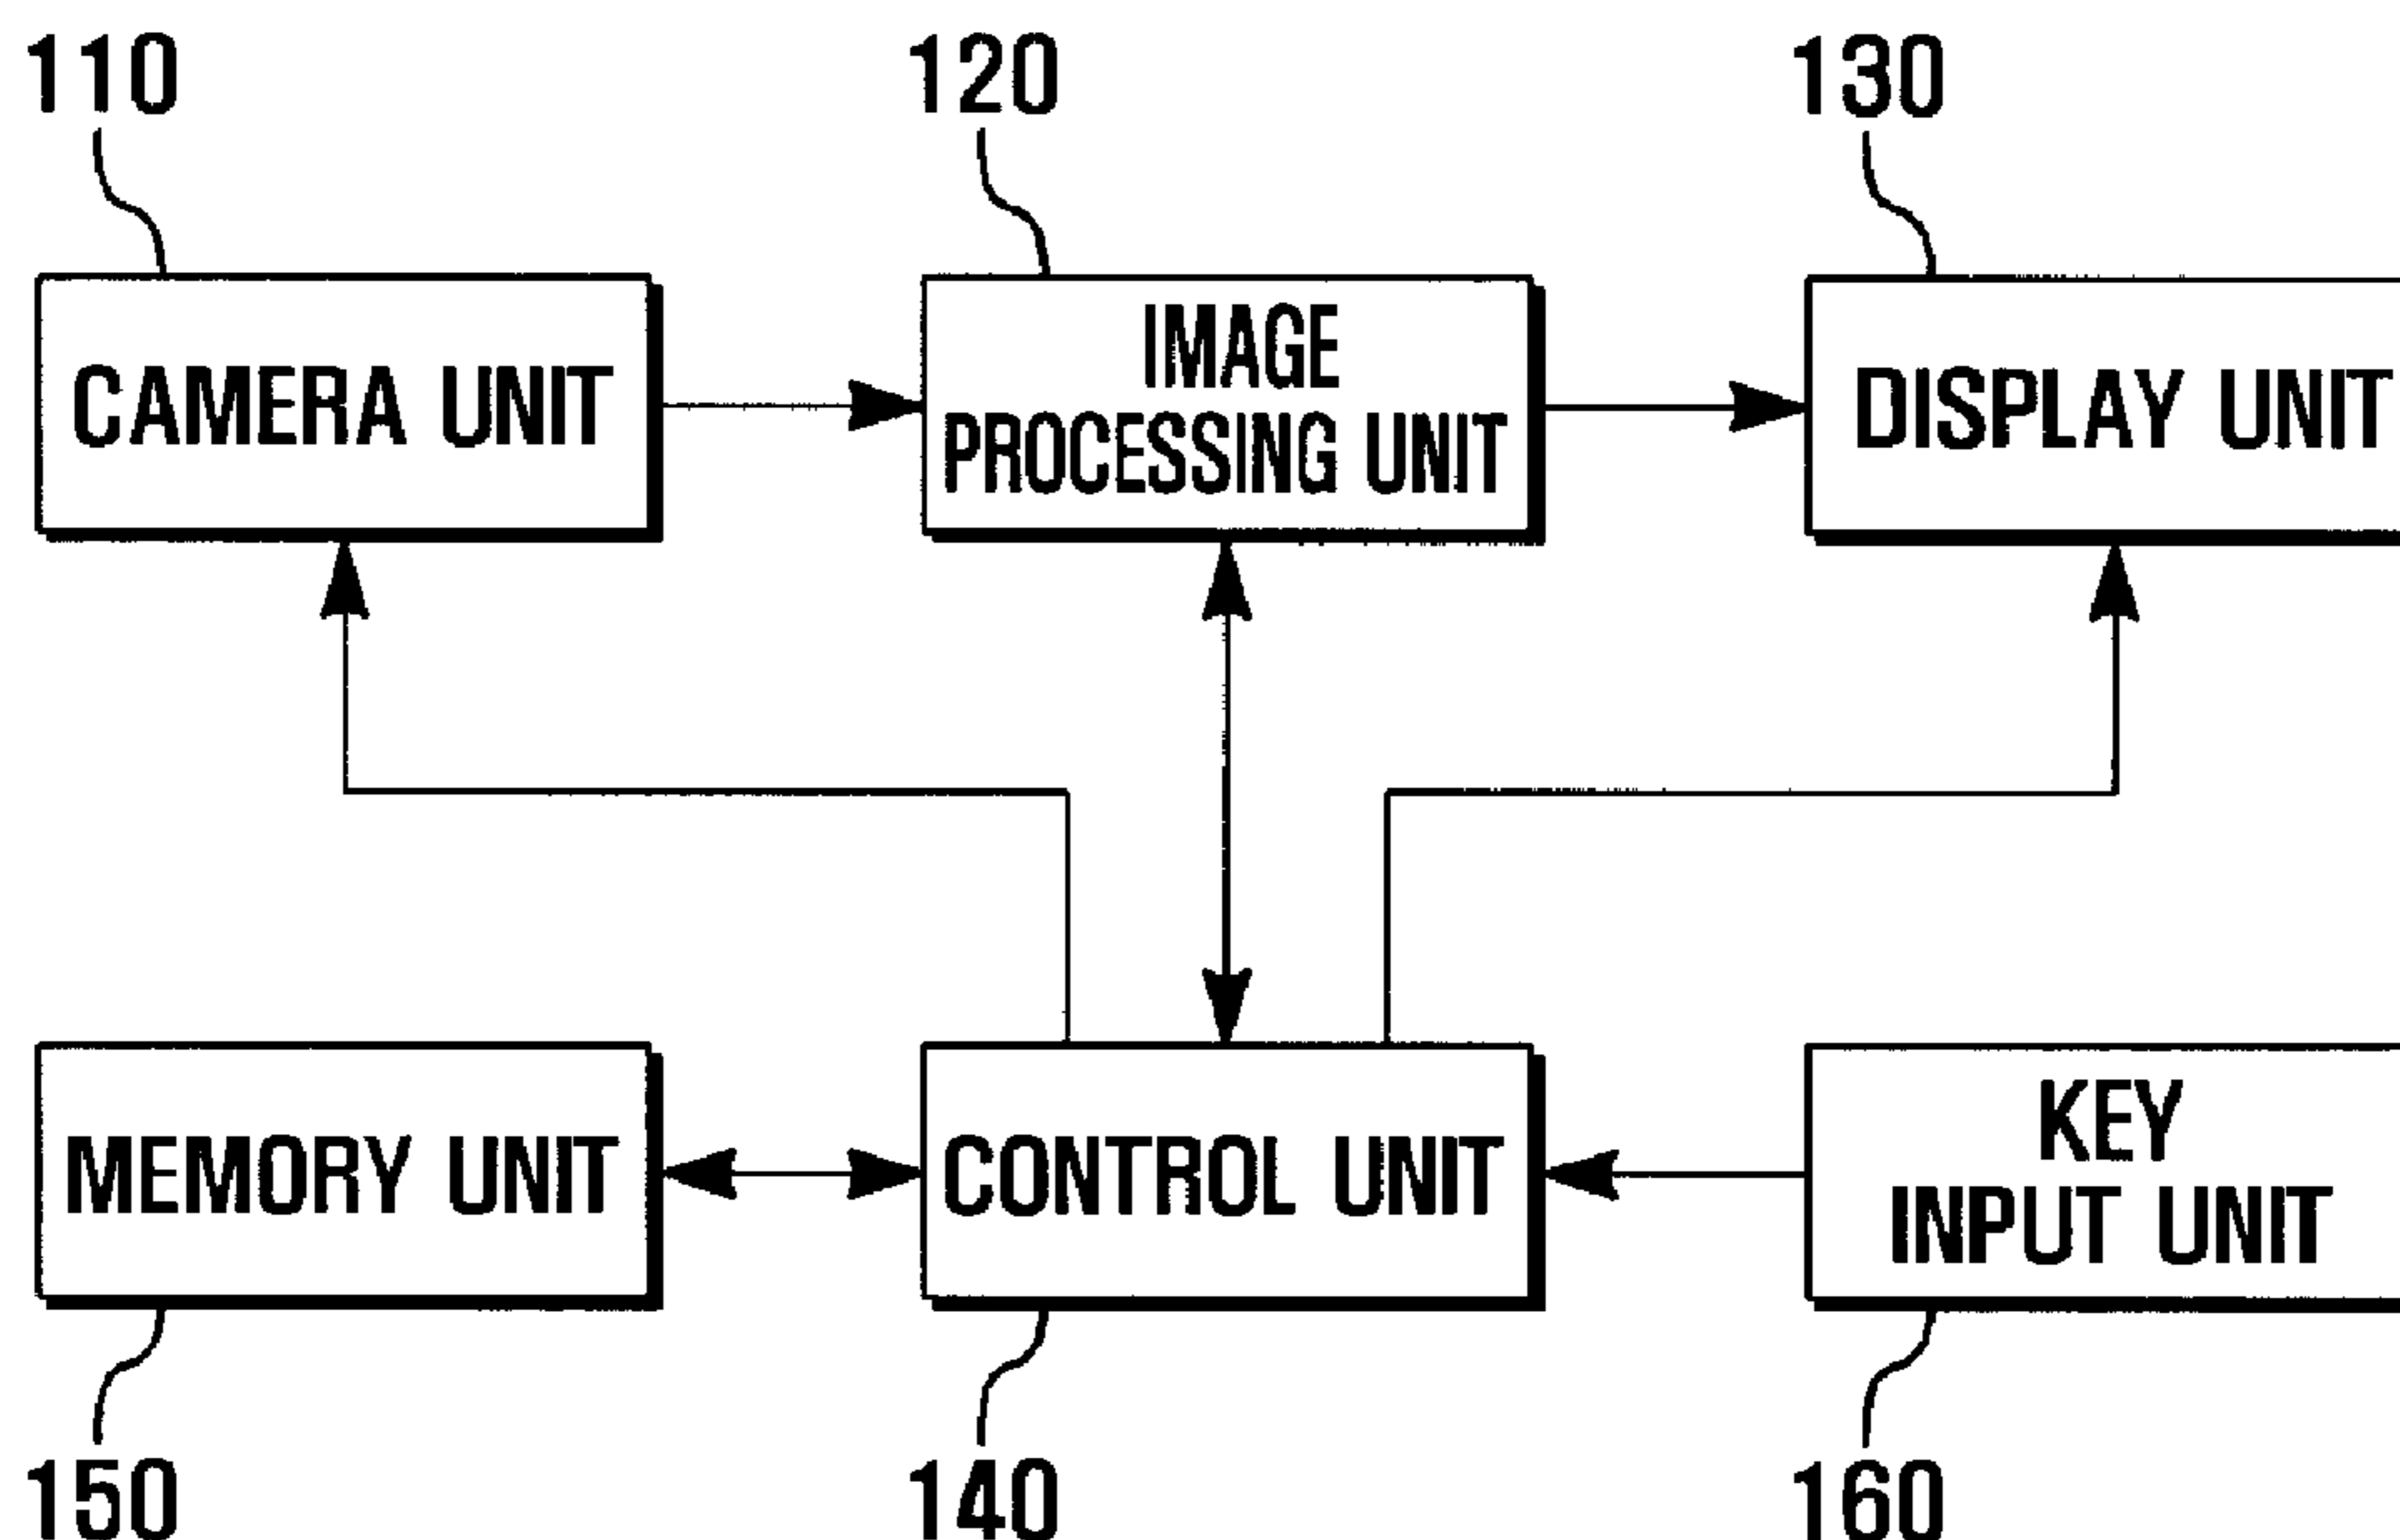 110
120
130
CAMERA UNIT
IMAGE
PROCESSING UNIT
DISPLAY UNIT
MEMORY UNIT
CONTROL UNIT
KEY
INPUT UNIT
150
140
160